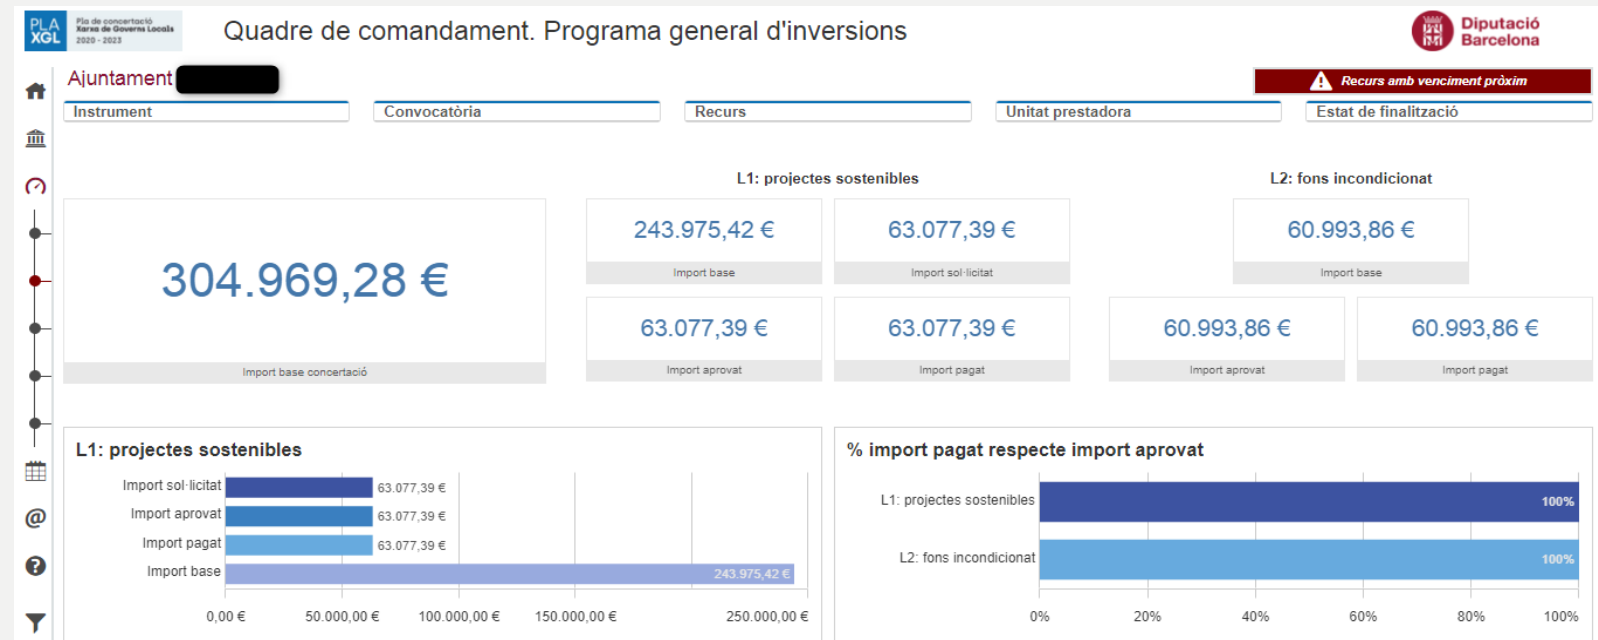 PLA XGL
Pla de concertació
Xarxa de Governs Locals
2020 - 2023
Quadre de comandament. Programa general d'inversions
Diputació
Barcelona
Ajuntament
Recurs amb venciment pròxim
Instrument
Convocatòria
Recurs
Unitat prestadora
Estat de finalització
L1: projectes sostenibles
L2: fons incondicionat
304.969,28 €
Import base concertació
243.975,42 €
Import base
63.077,39 €
Import sol·licitat
60.993,86 €
Import base
63.077,39 €
Import aprovat
63.077,39 €
Import pagat
60.993,86 €
Import aprovat
60.993,86 €
Import pagat
L1: projectes sostenibles
Import sol·licitat 63.077,39 €
Import aprovat 63.077,39 €
Import pagat 63.077,39 €
Import base 243.975,42 €
0,00 € 50.000,00 € 100.000,00 € 150.000,00 € 250.000,00 €
% import pagat respecte import aprovat
L1: projectes sostenibles 100%
L2: fons incondicionat 100%
0% 20% 40% 60% 80% 100%